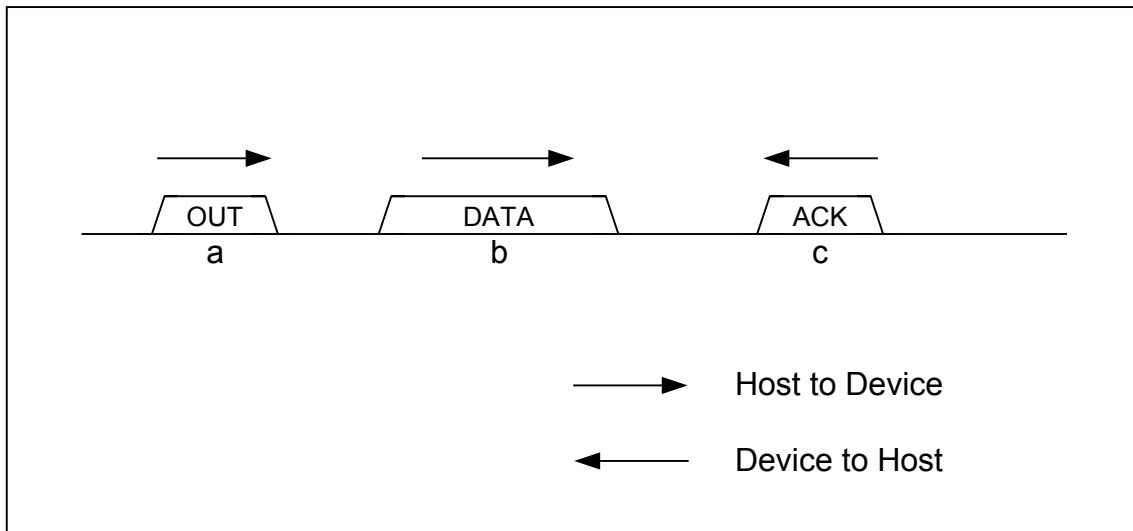 OUT DATA ACK
a b c
Host to Device
Device to Host